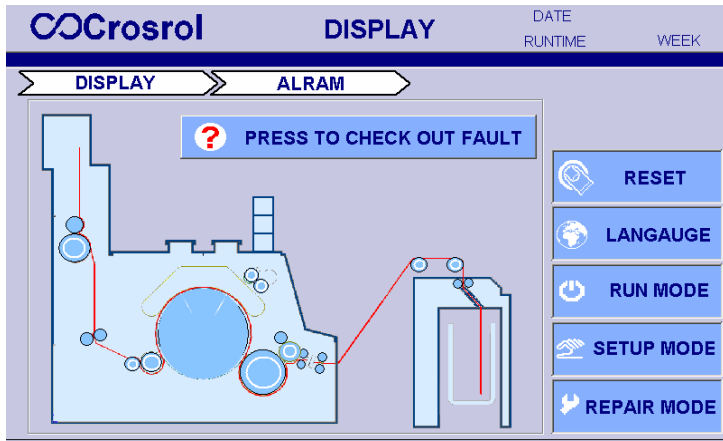 Crosrol
DISPLAY
DATE
RUNTIME WEEK
DISPLAY
ALRAM
? PRESS TO CHECK OUT FAULT
RESET
LANGAUGE
RUN MODE
SETUP MODE
REPAIR MODE